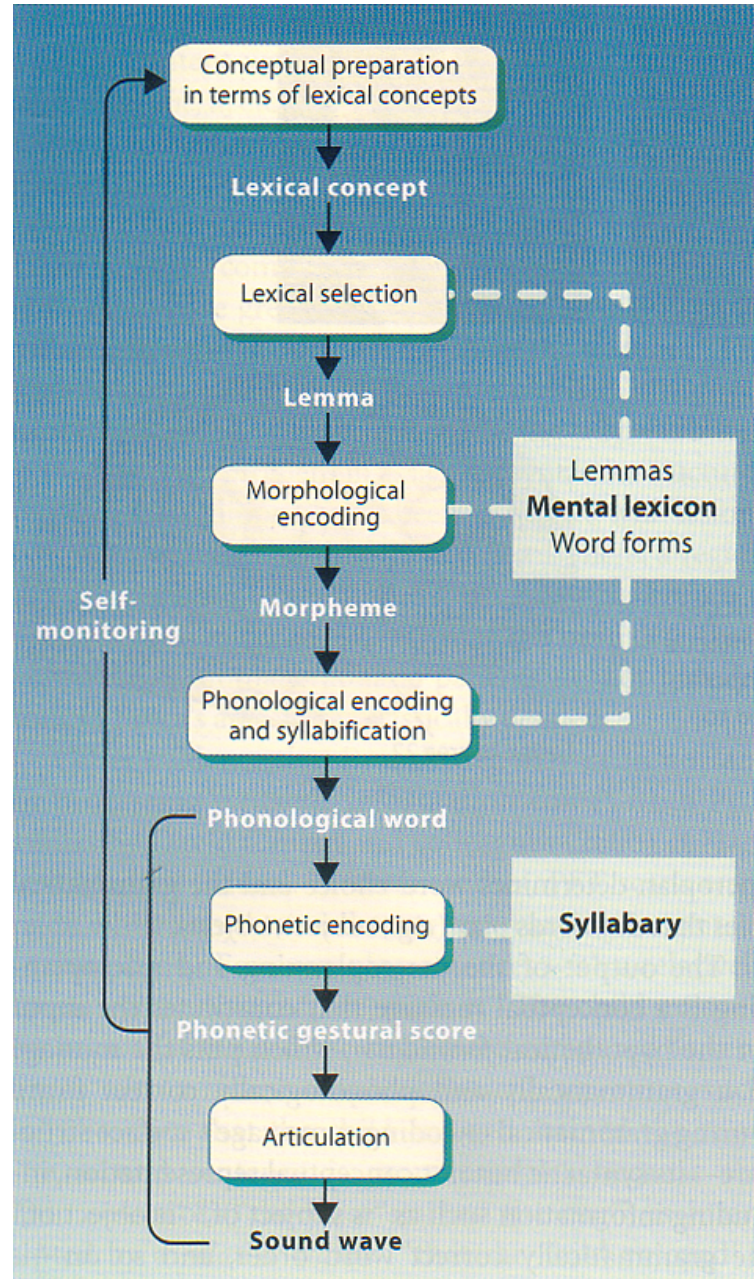 Conceptual preparation
in terms of lexical concepts
Lexical concept
Lexical selection
Lemma
Lemmas
Mental lexicon
Word forms
Morphological
encoding
Morpheme
Self-
monitoring
Phonological encoding
and syllabification
Phonological word
Phonetic encoding
Syllabary
Phonetic gestural score
Articulation
Sound wave